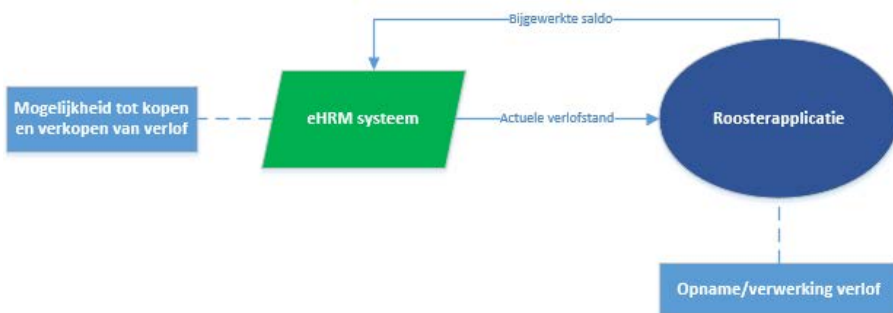 Bijgewerkte saldo
Mogelijkheid tot kopen
en verkopen van verlof
eHRM systeem
Actuele verlofstand
Roosterapplicatie
Opname/verwerking verlof